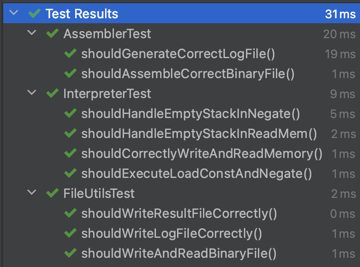 Test Results 31 ms
AssemblerTest 20 ms
shouldGenerateCorrectLogFile() 19 ms
shouldAssembleCorrectBinaryFile() 1 ms
InterpreterTest 9 ms
shouldHandleEmptyStackInNegate() 5 ms
shouldHandleEmptyStackInReadMem() 2 ms
shouldCorrectlyWriteAndReadMemory() 1 ms
shouldExecuteLoadConstAndNegate() 1 ms
FileUtilsTest 2 ms
shouldWriteResultFileCorrectly() 0 ms
shouldWriteLogFileCorrectly() 1 ms
shouldWriteAndReadBinaryFile() 1 ms